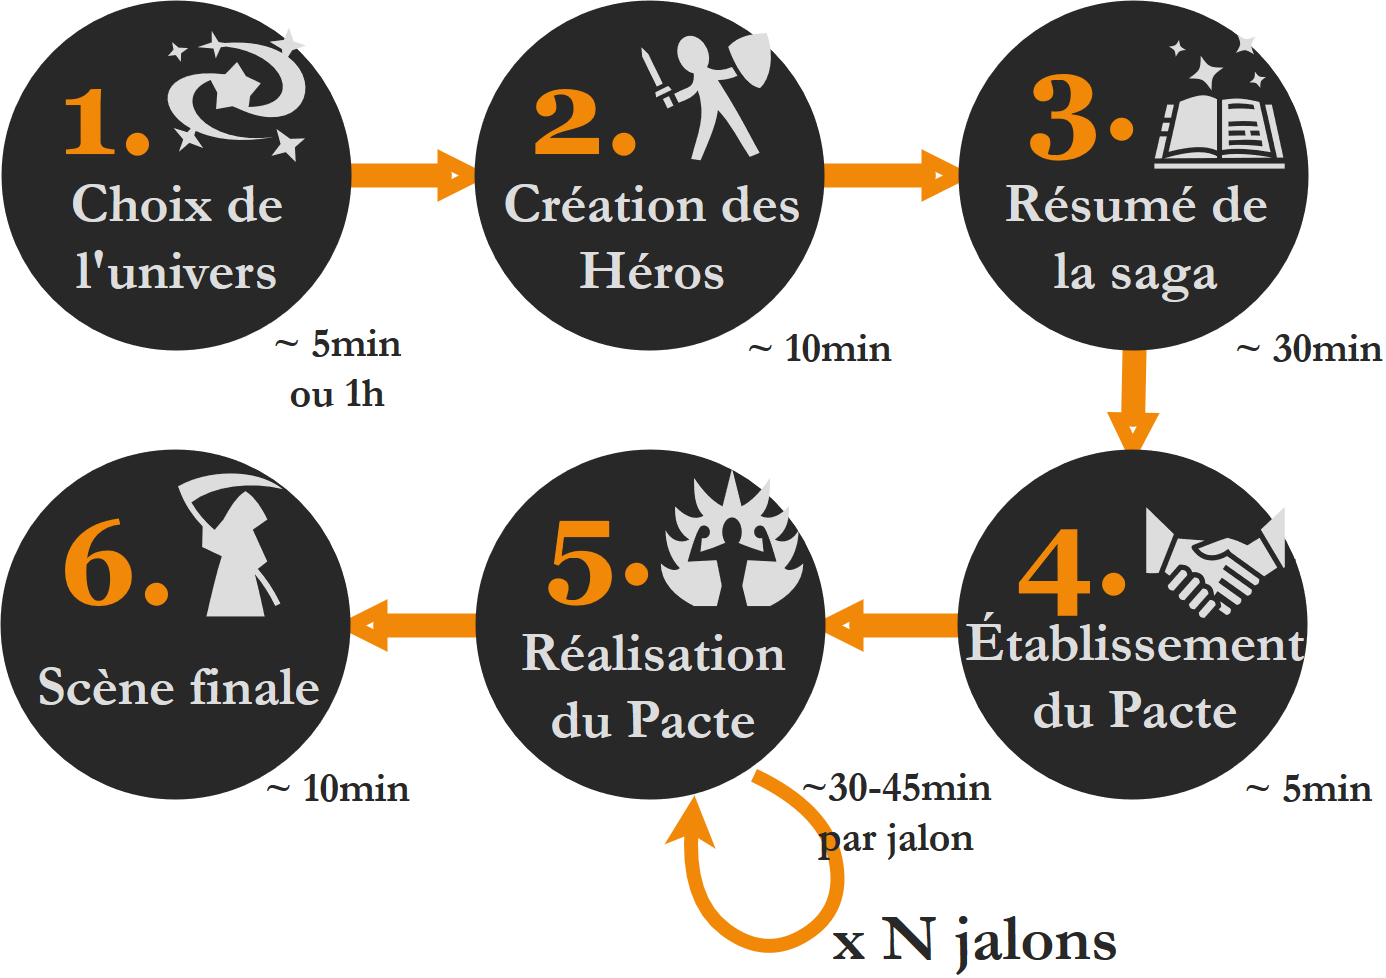 1.
Choix de
l'univers
~ 5min
ou 1h
2.
Création des
Héros
~ 10min
3.
Résumé de
la saga
~ 30min
4.
Établissement
du Pacte
~ 5min
5.
Réalisation
du Pacte
~30-45min
par jalon
x N jalons
6.
Scène finale
~ 10min